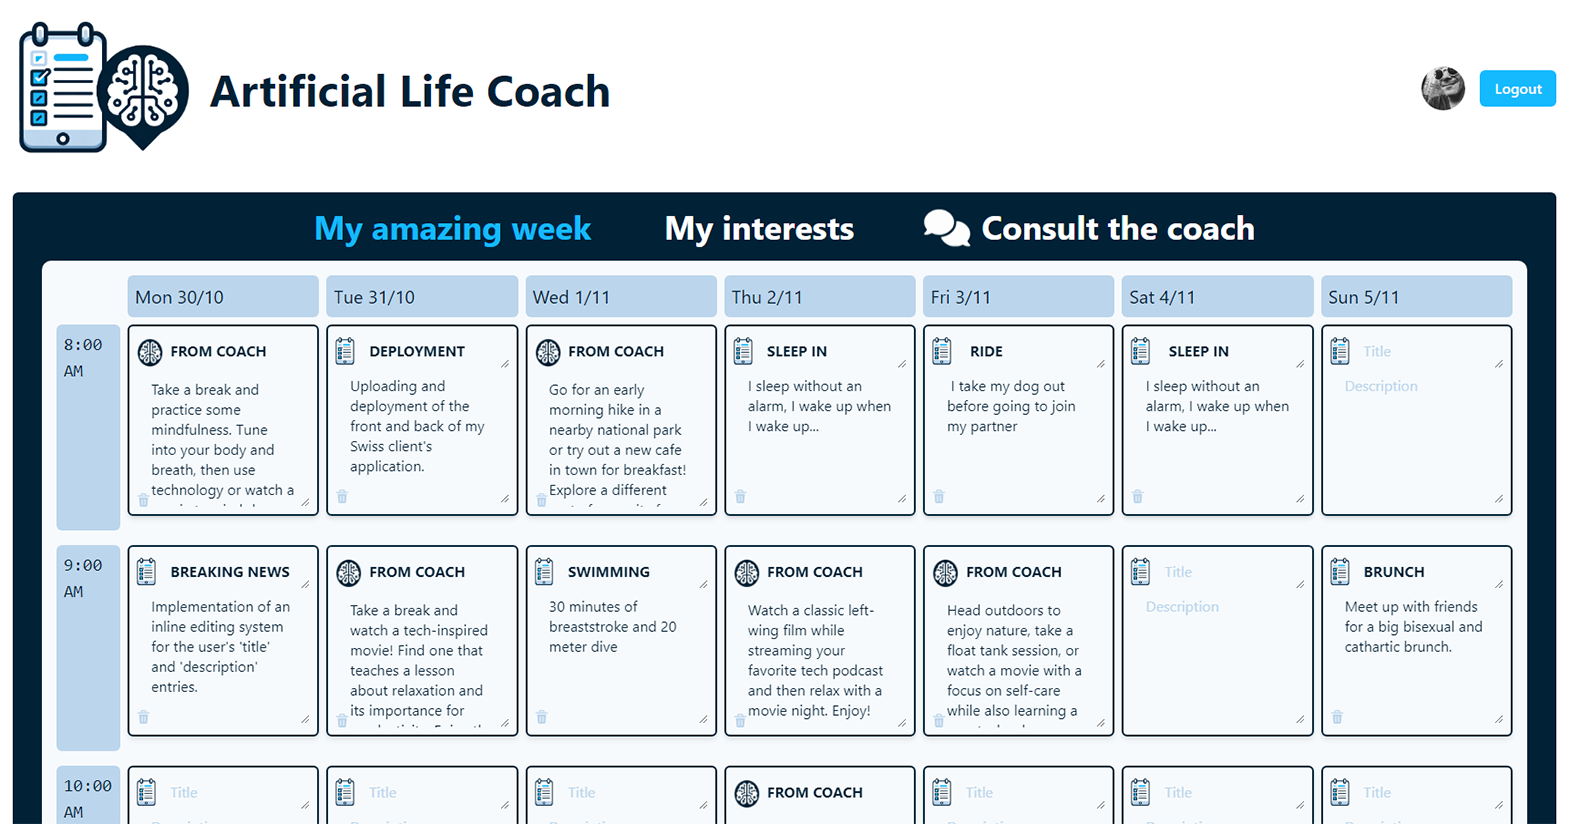 Artificial Life Coach
Logout
My amazing week
My interests
Consult the coach
Mon 30/10
Tue 31/10
Wed 1/11
Thu 2/11
Fri 3/11
Sat 4/11
Sun 5/11
8:00
AM
FROM COACH
Take a break and
practice some
mindfulness. Tune
into your body and
breath, then use
technology or watch a
DEPLOYMENT
Uploading and
deployment of the
front and back of my
Swiss client's
application.
FROM COACH
Go for an early
morning hike in a
nearby national park
or try out a new cafe
in town for breakfast!
Explore a different
SLEEP IN
I sleep without an
alarm, I wake up when
I wake up...
RIDE
I take my dog out
before going to join
my partner
SLEEP IN
I sleep without an
alarm, I wake up when
I wake up...
Title
Description
9:00
AM
BREAKING NEWS
Implementation of an
inline editing system
for the user's 'title'
and 'description'
entries.
FROM COACH
Take a break and
watch a tech-inspired
movie! Find one that
teaches a lesson
about relaxation and
its importance for
SWIMMING
30 minutes of
breaststroke and 20
meter dive
FROM COACH
Watch a classic left-
wing film while
streaming your
favorite tech podcast
and then relax with a
movie night. Enjoy!
FROM COACH
Head outdoors to
enjoy nature, take a
float tank session, or
watch a movie with a
focus on self-care
while also learning a
Title
Description
BRUNCH
Meet up with friends
for a big bisexual and
cathartic brunch.
10:00
AM
Title
Title
Title
FROM COACH
Title
Title
Title